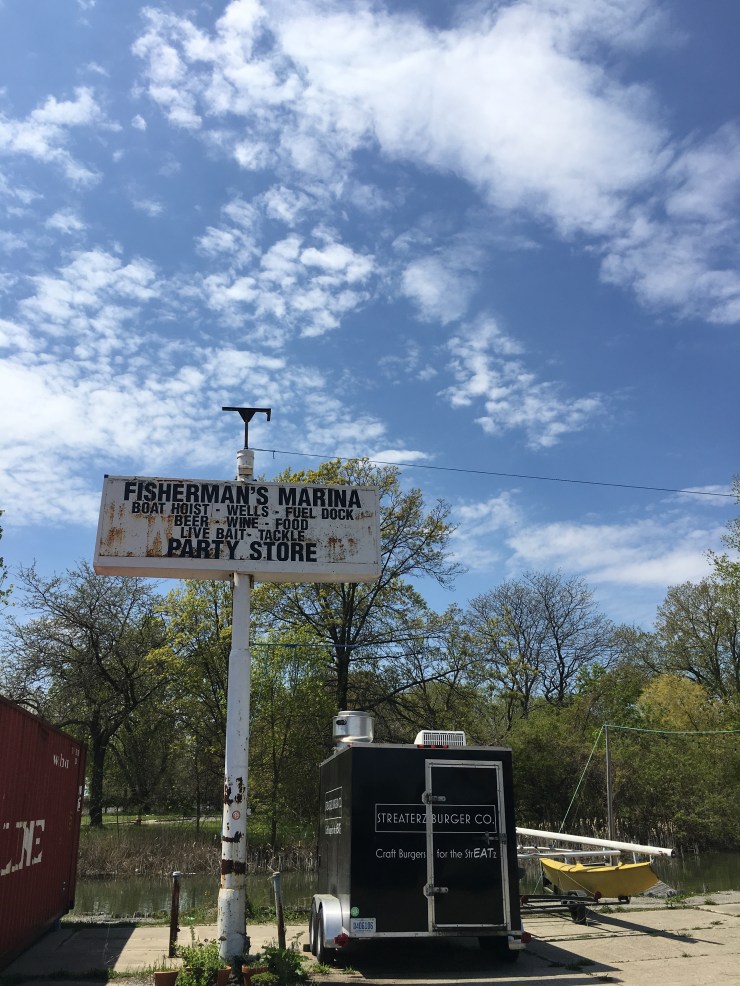 FISHERMAN'S MARINA
BOAT HOIST - WELLS - FUEL DOCK
BEER - WINE - FOOD
LIVE BAIT - TACKLE
PARTY STORE
STREATERZ BURGER CO.
Craft Burgers for the StrEATz
LINE